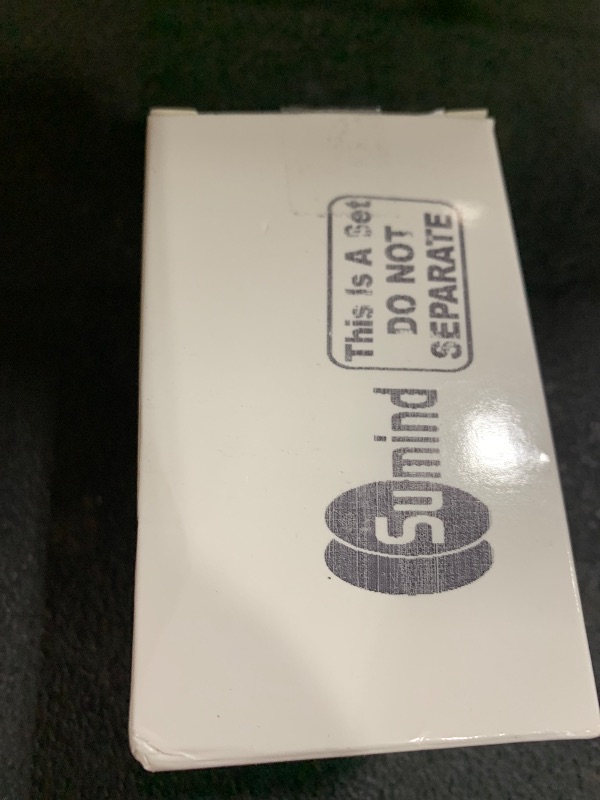 This Is A Set
DO NOT
SEPARATE
Sumind